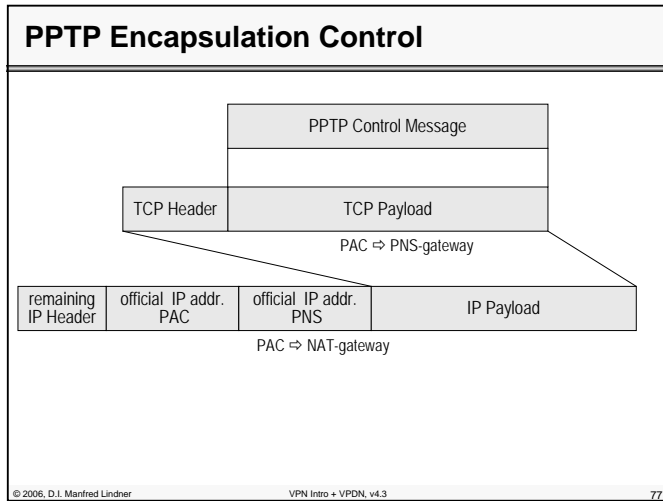 PPTP Encapsulation Control
PPTP Control Message
TCP Header
TCP Payload
PAC ⇨ PNS-gateway
remaining
IP Header
official IP addr.
PAC
official IP addr.
PNS
IP Payload
PAC ⇨ NAT-gateway
© 2006, D.I. Manfred Lindner
VPN Intro + VPDN, v4.3
77